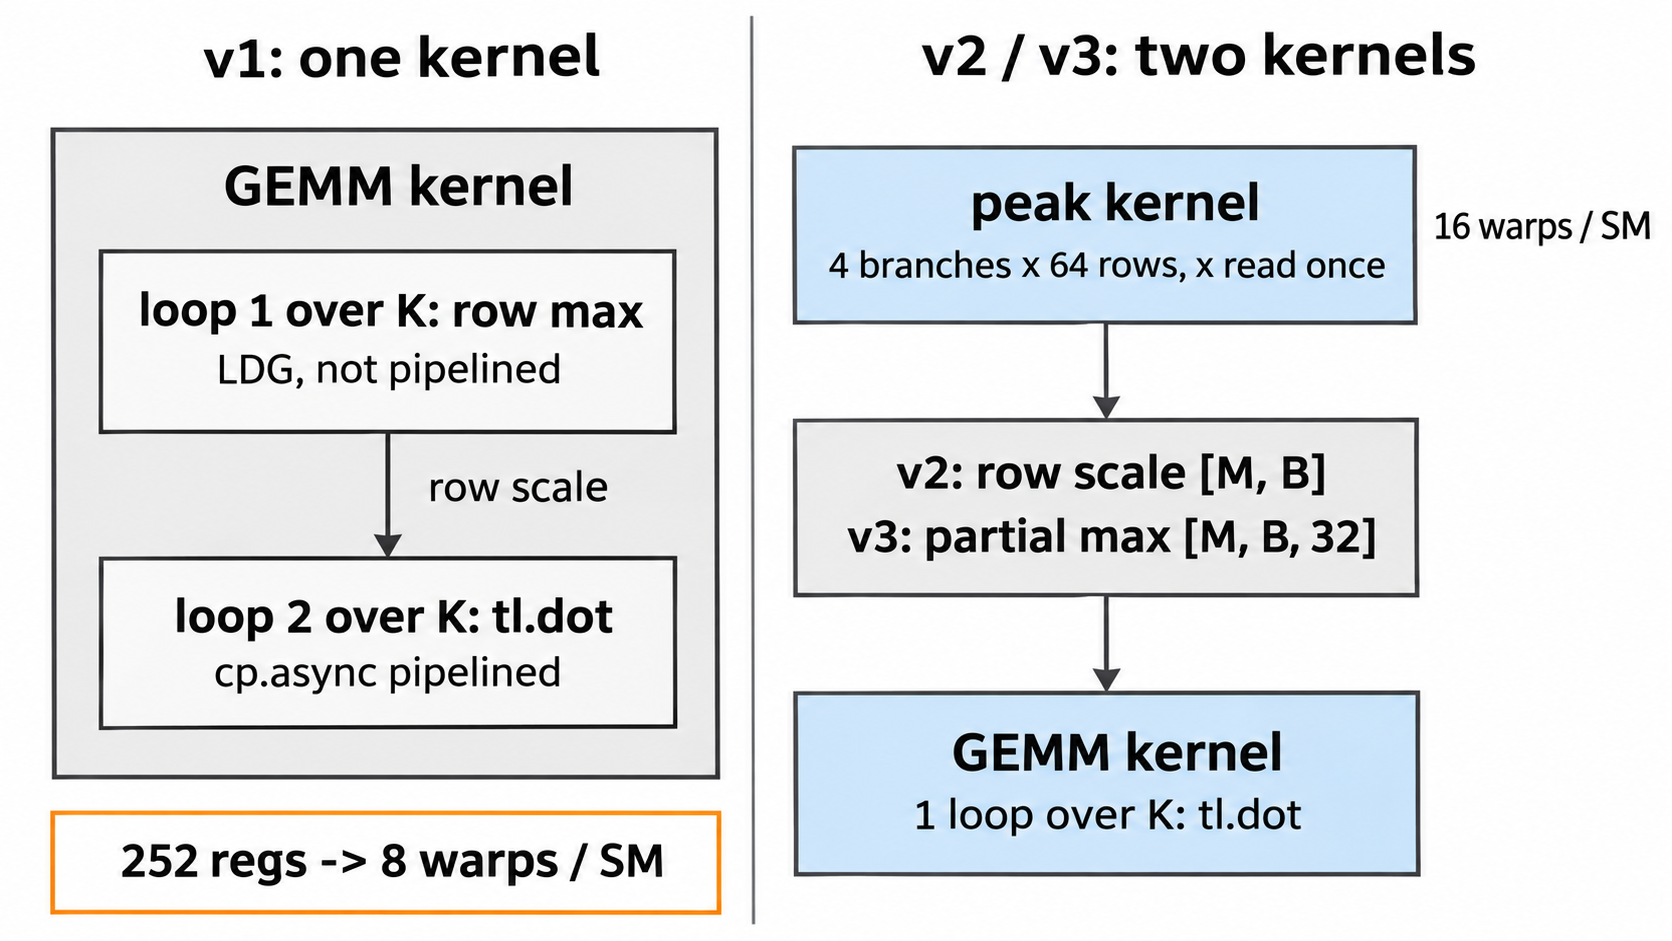 v1: one kernel
GEMM kernel
loop 1 over K: row max
LDG, not pipelined
row scale
loop 2 over K: tl.dot
cp.async pipelined
252 regs -> 8 warps / SM
v2 / v3: two kernels
peak kernel
4 branches x 64 rows, x read once
16 warps / SM
v2: row scale [M, B]
v3: partial max [M, B, 32]
GEMM kernel
1 loop over K: tl.dot